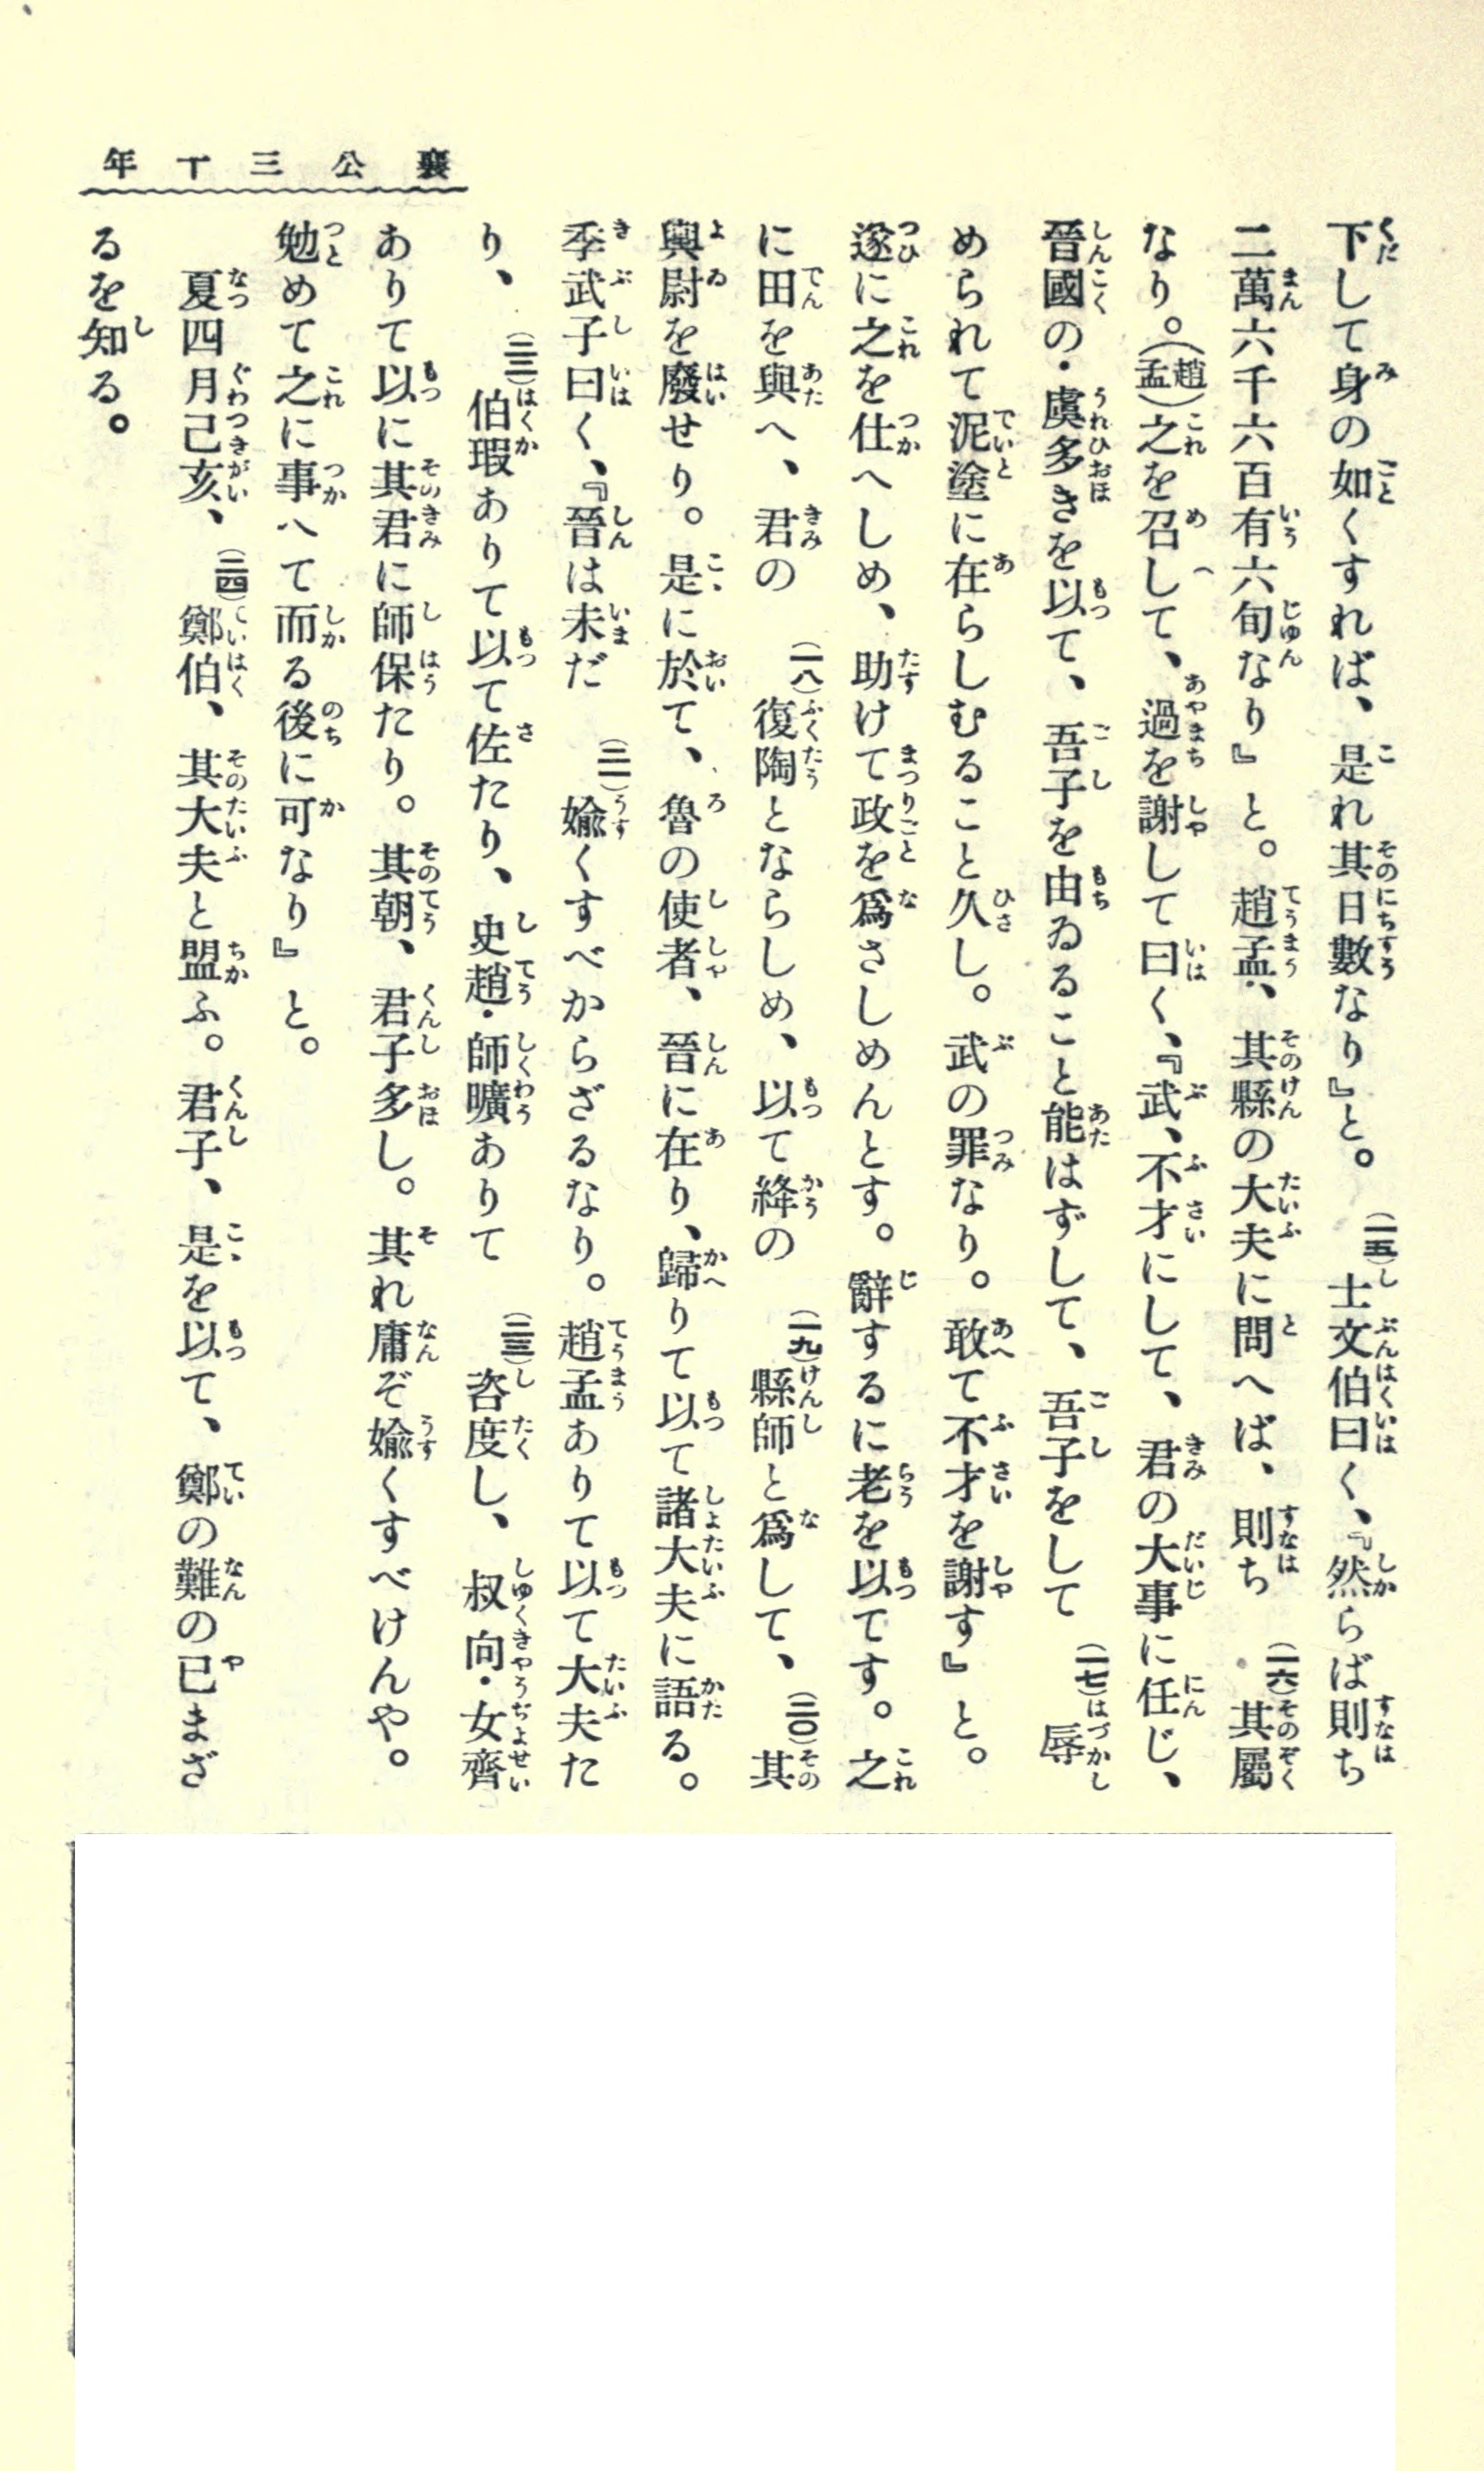 襄公三十年
下して身の如くすれば、是れ其日數なり』と。(一五)士文伯曰く、『然らば則ち
二萬六千六百有六旬なり』と。趙孟、其縣の大夫に問へば、則ち(一六)其屬
なり。(趙孟)之を召して、過を謝して曰く、『武、不才にして、君の大事に任じ、
晉國の・虞多きを以て、吾子を由ゐること能はずして、吾子をして(一七)辱
められて泥塗に在らしむること久し。武の罪なり。敢て不才を謝す』と。
遂に之を仕へしめ、助けて政を爲さしめんとす。辭するに老を以てす。之
に田を與へ、君の(一八)復陶とならしめ、以て絳の(一九)縣師と爲して、(二〇)其
輿尉を廢せり。是に於て、魯の使者、晉に在り、歸りて以て諸大夫に語る。
季武子曰く、『晉は未だ(二一)媮くすべからざるなり。趙孟ありて以て大夫た
り、(二二)伯瑕ありて以て佐たり、史趙・師曠ありて(二三)咨度し、叔向・女齊
ありて以に其君に師保たり。其朝、君子多し。其れ庸ぞ媮くすべけんや。
勉めて之に事へて而る後に可なり』と。
夏四月己亥、(二四)鄭伯、其大夫と盟ふ。君子、是を以て、鄭の難の已まざ
るを知る。